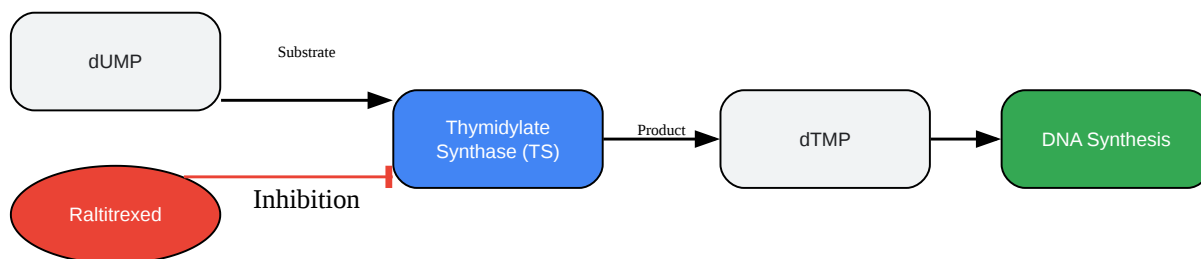 dUMP
Substrate
Thymidylate
Synthase (TS)
Product
dTMP
DNA Synthesis
Raltitrexed
Inhibition